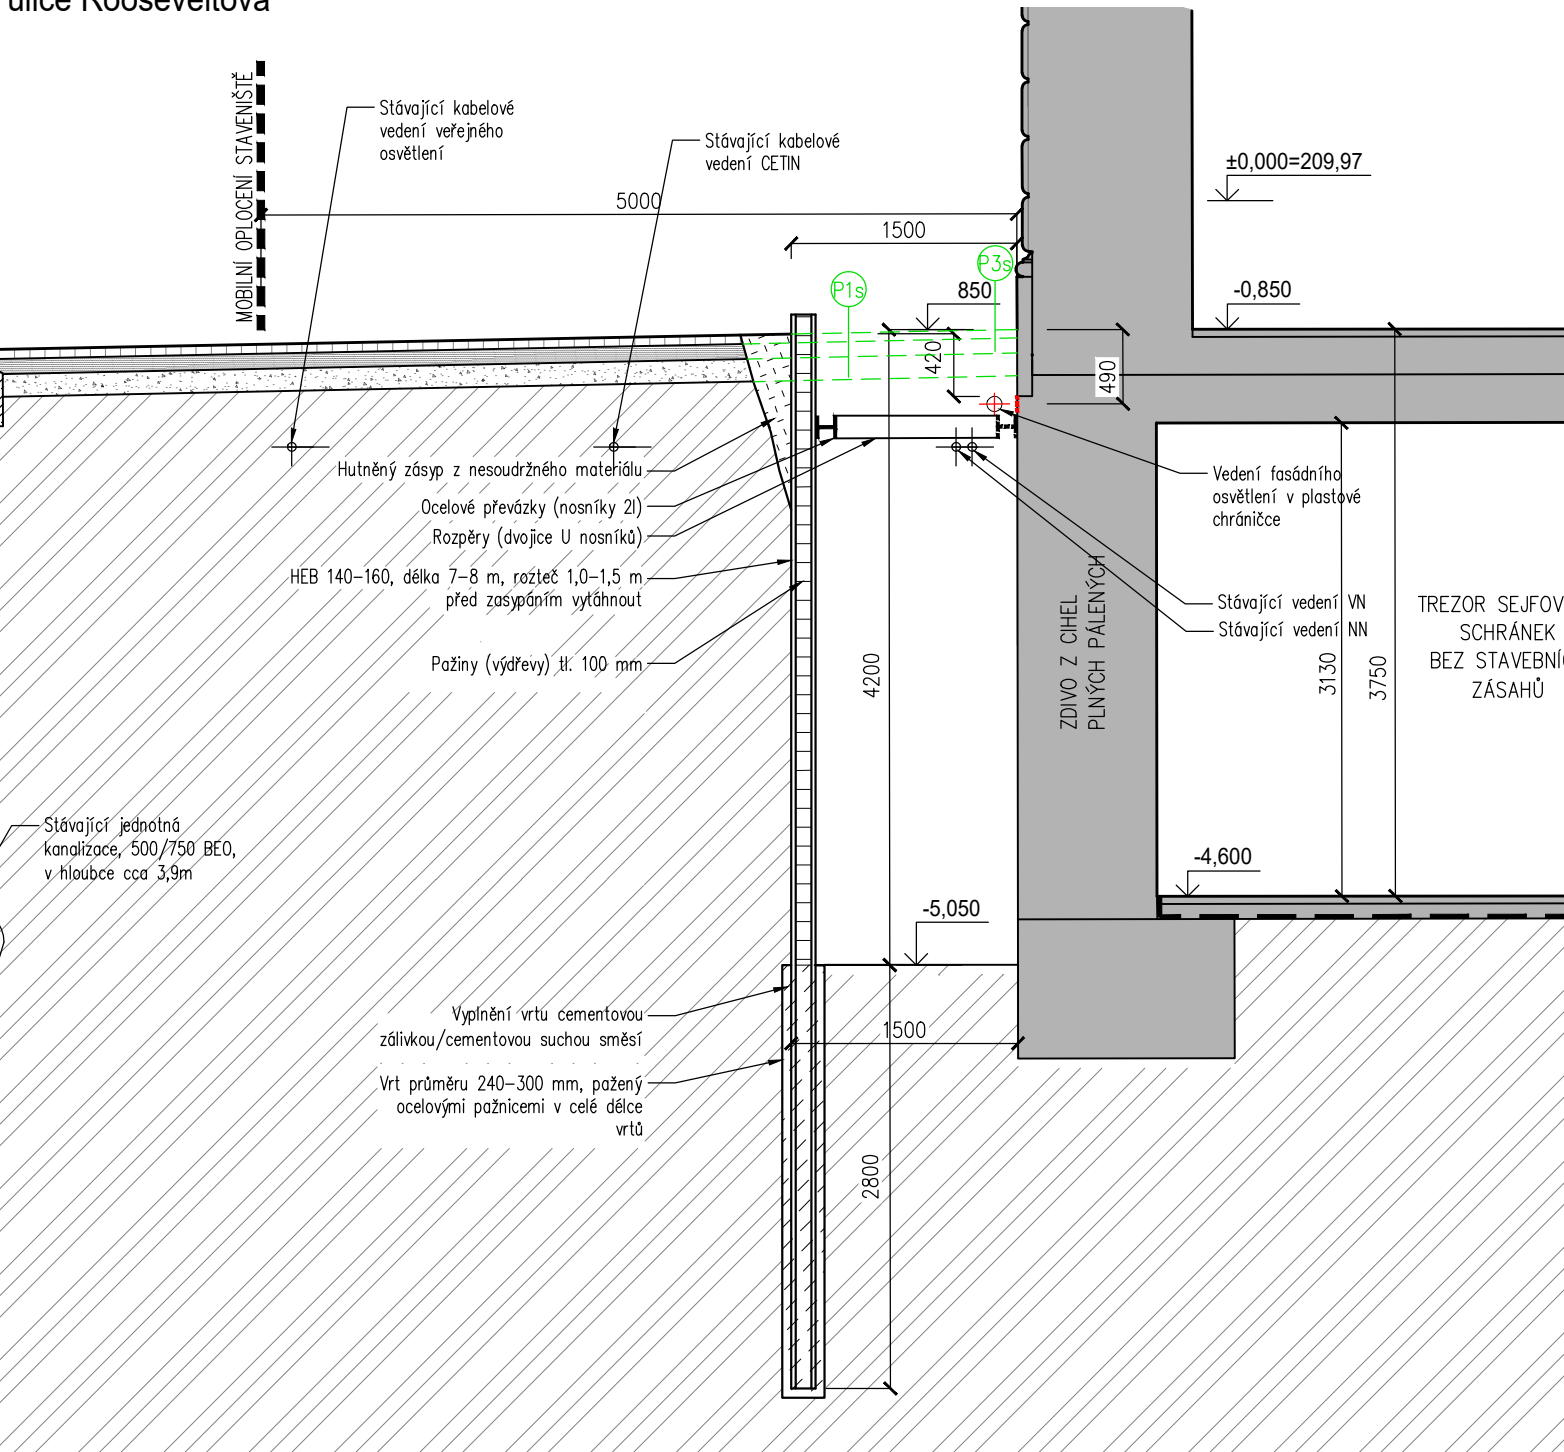 ulice Rooseveltova
MOBILNÍ OPLOCENÍ STAVENIŠTĚ
Stávající kabelové
vedení veřejného
osvětlení
Stávající kabelové
vedení CETIN
±0,000=209,97
5000
1500
P3s
P1s
850
-0,850
420
490
Hutněný zásyp z nesoudržného materiálu
Ocelové převázky (nosníky 2I)
Rozpěry (dvojice U nosníků)
HEB 140-160, délka 7-8 m, rozteč 1,0-1,5 m
před zasypáním vytáhnout
Pažiny (výdřevy) tl. 100 mm
Vedení fasádního
osvětlení v plastové
chráničce
Stávající vedení VN
Stávající vedení NN
ZDIVO Z CIHEL
PLNÝCH PÁLENÝCH
4200
3130
3750
TREZOR SEJFOV
SCHRÁNEK
BEZ STAVEBNÍ
ZÁSAHŮ
Stávající jednotná
kanalizace, 500/750 BEO,
v hloubce cca 3,9m
-4,600
-5,050
Vyplnění vrtu cementovou
zálivkou/cementovou suchou směsí
1500
Vrt průměru 240-300 mm, pažený
ocelovými pažnicemi v celé délce
vrtů
2800